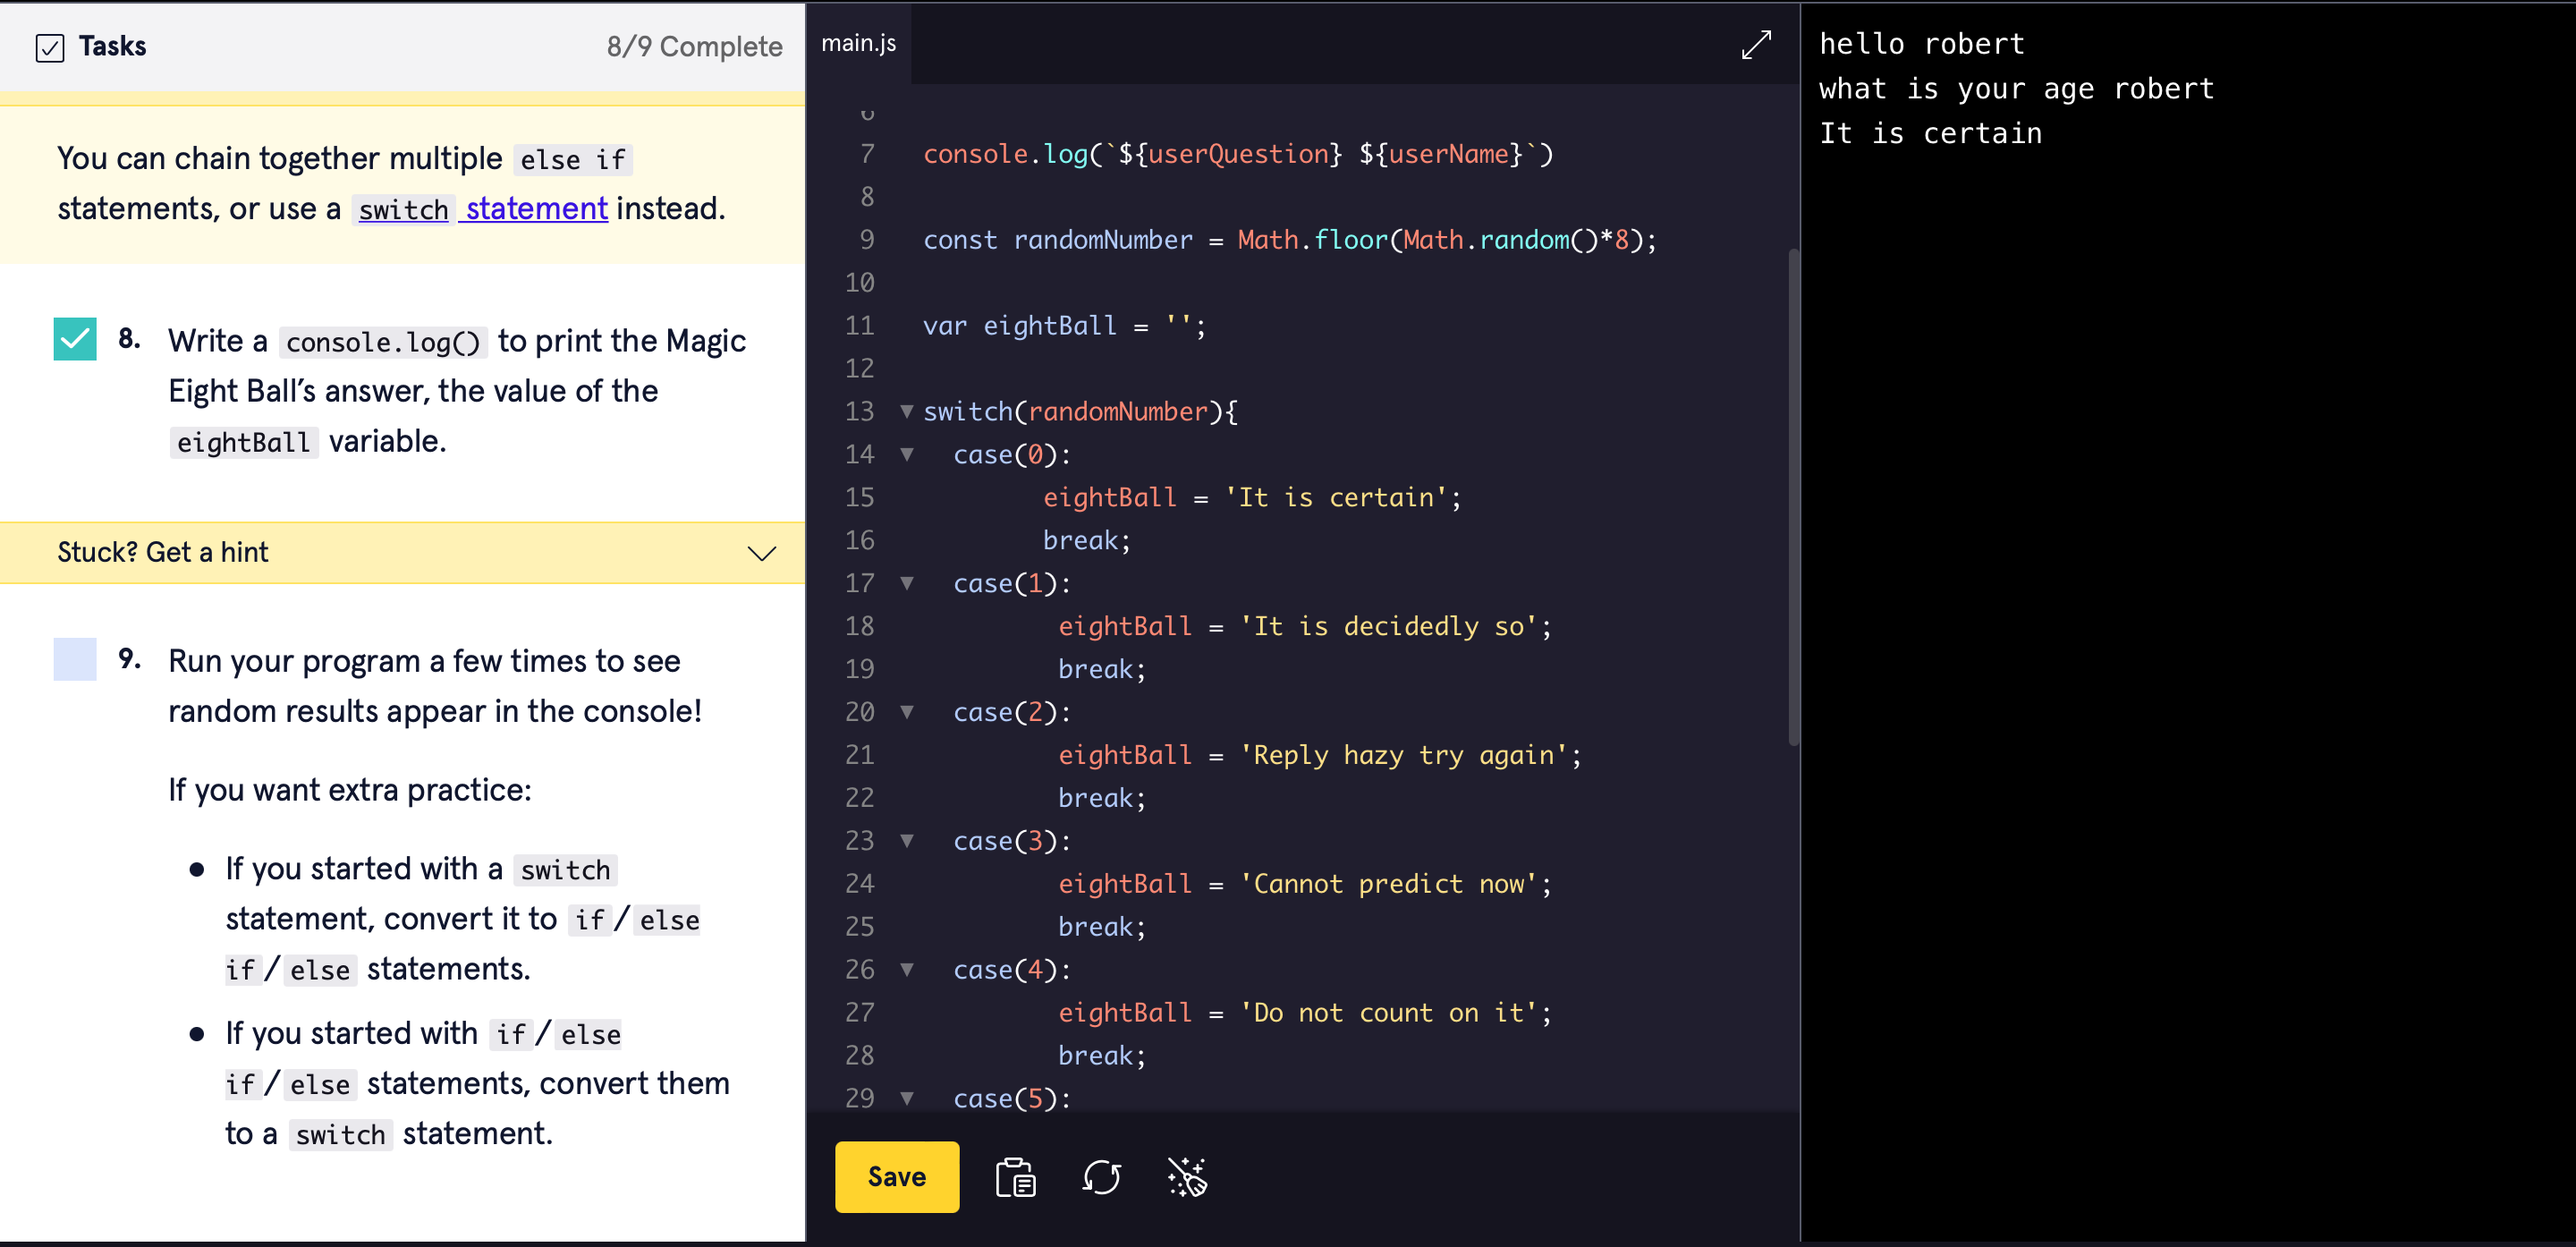 Tasks
8/9 Complete
You can chain together multiple else if
statements, or use a switch statement instead.
8. Write a console.log() to print the Magic
Eight Ball’s answer, the value of the
eightBall variable.
Stuck? Get a hint
9. Run your program a few times to see
random results appear in the console!
If you want extra practice:
● If you started with a switch
statement, convert it to if/else
if/else statements.
● If you started with if/else
if/else statements, convert them
to a switch statement.
main.js
6
7 console.log(`${userQuestion} ${userName}`)
8
9 const randomNumber = Math.floor(Math.random()*8);
10
11 var eightBall = '';
12
13 switch(randomNumber){
14 case(0):
15 eightBall = 'It is certain';
16 break;
17 case(1):
18 eightBall = 'It is decidedly so';
19 break;
20 case(2):
21 eightBall = 'Reply hazy try again';
22 break;
23 case(3):
24 eightBall = 'Cannot predict now';
25 break;
26 case(4):
27 eightBall = 'Do not count on it';
28 break;
29 case(5):
Save
hello robert
what is your age robert
It is certain